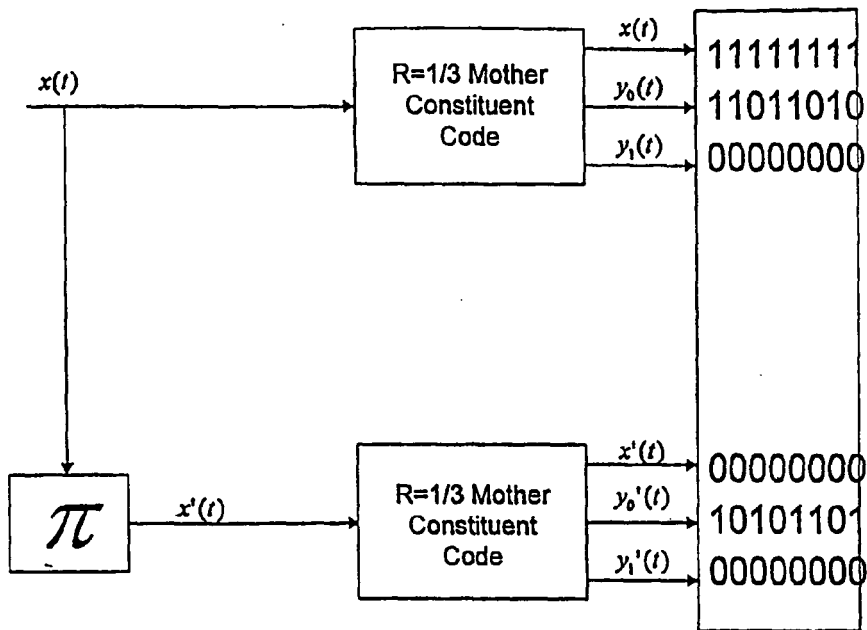 x(t)
R=1/3 Mother
Constituent
Code
x(t)
11111111
y₀(t)
11011010
y₁(t)
00000000
π
x'(t)
R=1/3 Mother
Constituent
Code
x'(t)
00000000
y₀'(t)
10101101
y₁'(t)
00000000